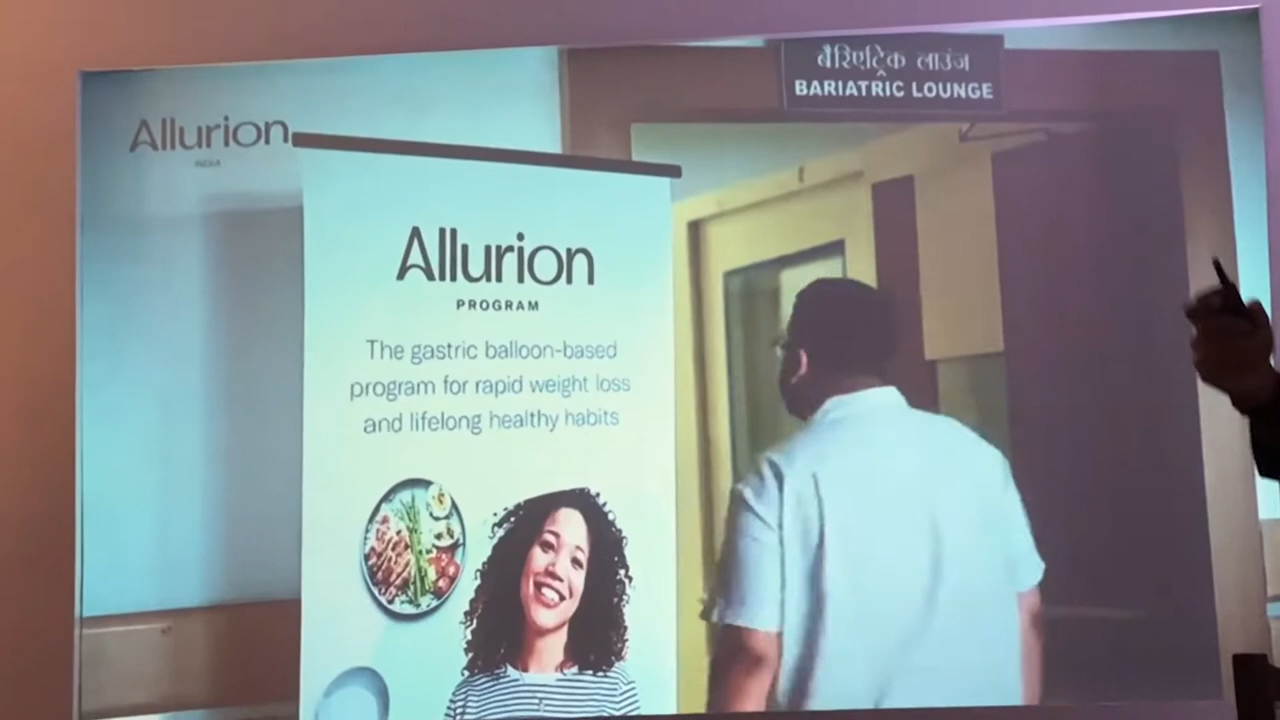 बैरिएट्रिक लाउंज
BARIATRIC LOUNGE
Allurion
INDIA
Allurion
PROGRAM
The gastric balloon-based
program for rapid weight loss
and lifelong healthy habits